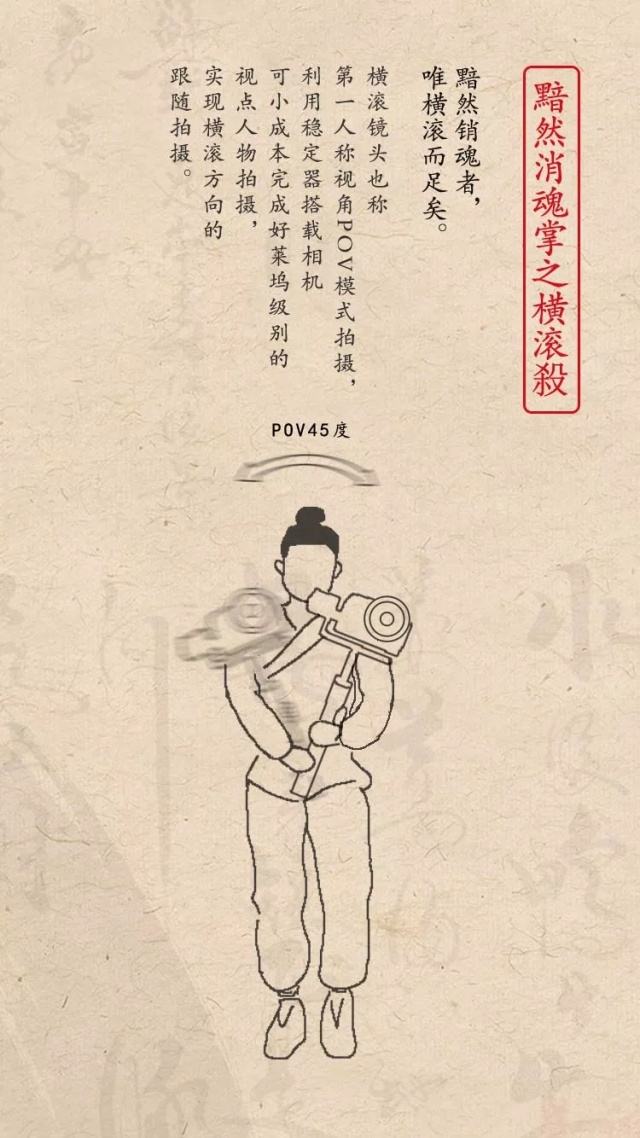 黯然消魂掌之横滚殺
黯然销魂者，
唯横滚而足矣。
横滚镜头也称
第一人称视角POV模式拍摄，
利用稳定器搭载相机
可小成本完成好莱坞级别的
视点人物拍摄，
实现横滚方向的
跟随拍摄。
POV45度